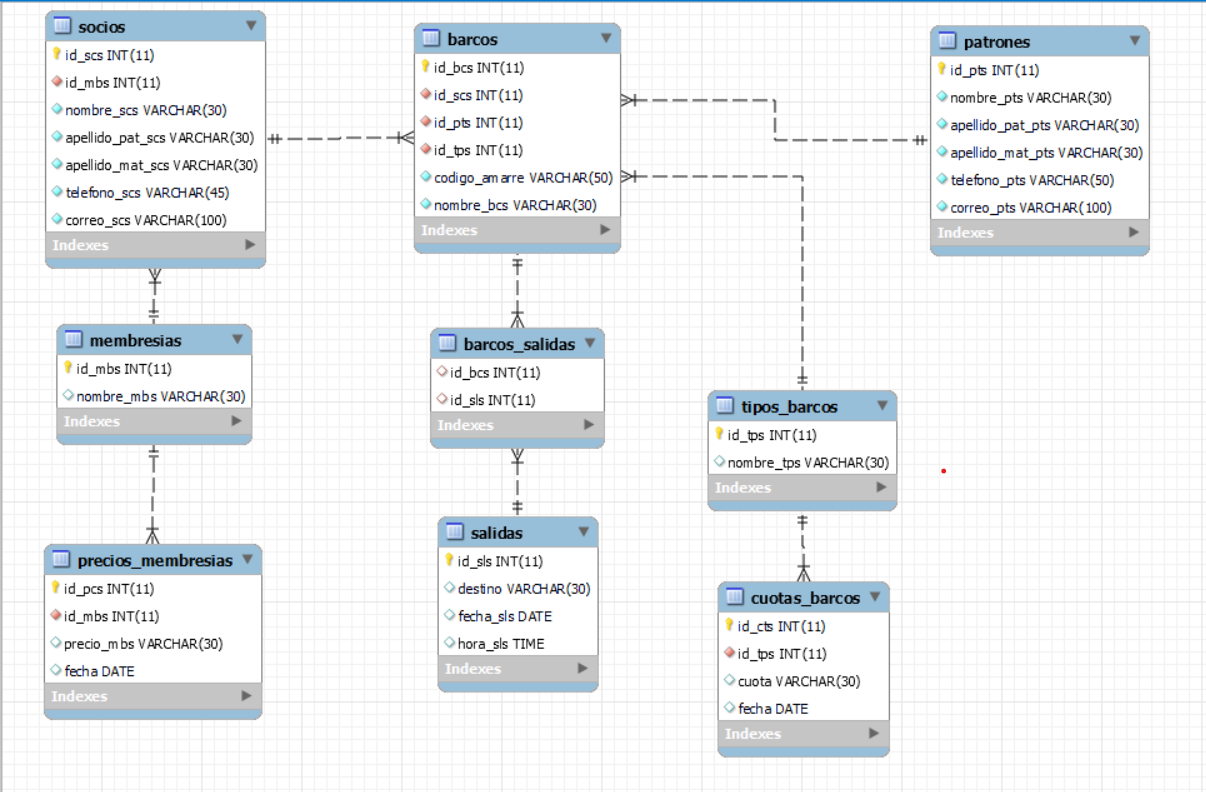 socios
id_scs INT(11)
id_mbs INT(11)
nombre_scs VARCHAR(30)
apellido_pat_scs VARCHAR(30)
apellido_mat_scs VARCHAR(30)
telefono_scs VARCHAR(45)
correo_scs VARCHAR(100)
Indexes
barcos
id_bcs INT(11)
id_scs INT(11)
id_pts INT(11)
id_tps INT(11)
codigo_amarre VARCHAR(50)
nombre_bcs VARCHAR(30)
Indexes
patrones
id_pts INT(11)
nombre_pts VARCHAR(30)
apellido_pat_pts VARCHAR(30)
apellido_mat_pts VARCHAR(30)
telefono_pts VARCHAR(50)
correo_pts VARCHAR(100)
Indexes
membresias
id_mbs INT(11)
nombre_mbs VARCHAR(30)
Indexes
barcos_salidas
id_bcs INT(11)
id_sls INT(11)
Indexes
tipos_barcos
id_tps INT(11)
nombre_tps VARCHAR(30)
Indexes
precios_membresias
id_pcs INT(11)
id_mbs INT(11)
precio_mbs VARCHAR(30)
fecha DATE
Indexes
salidas
id_sls INT(11)
destino VARCHAR(30)
fecha_sls DATE
hora_sls TIME
Indexes
cuotas_barcos
id_cts INT(11)
id_tps INT(11)
cuota VARCHAR(30)
fecha DATE
Indexes